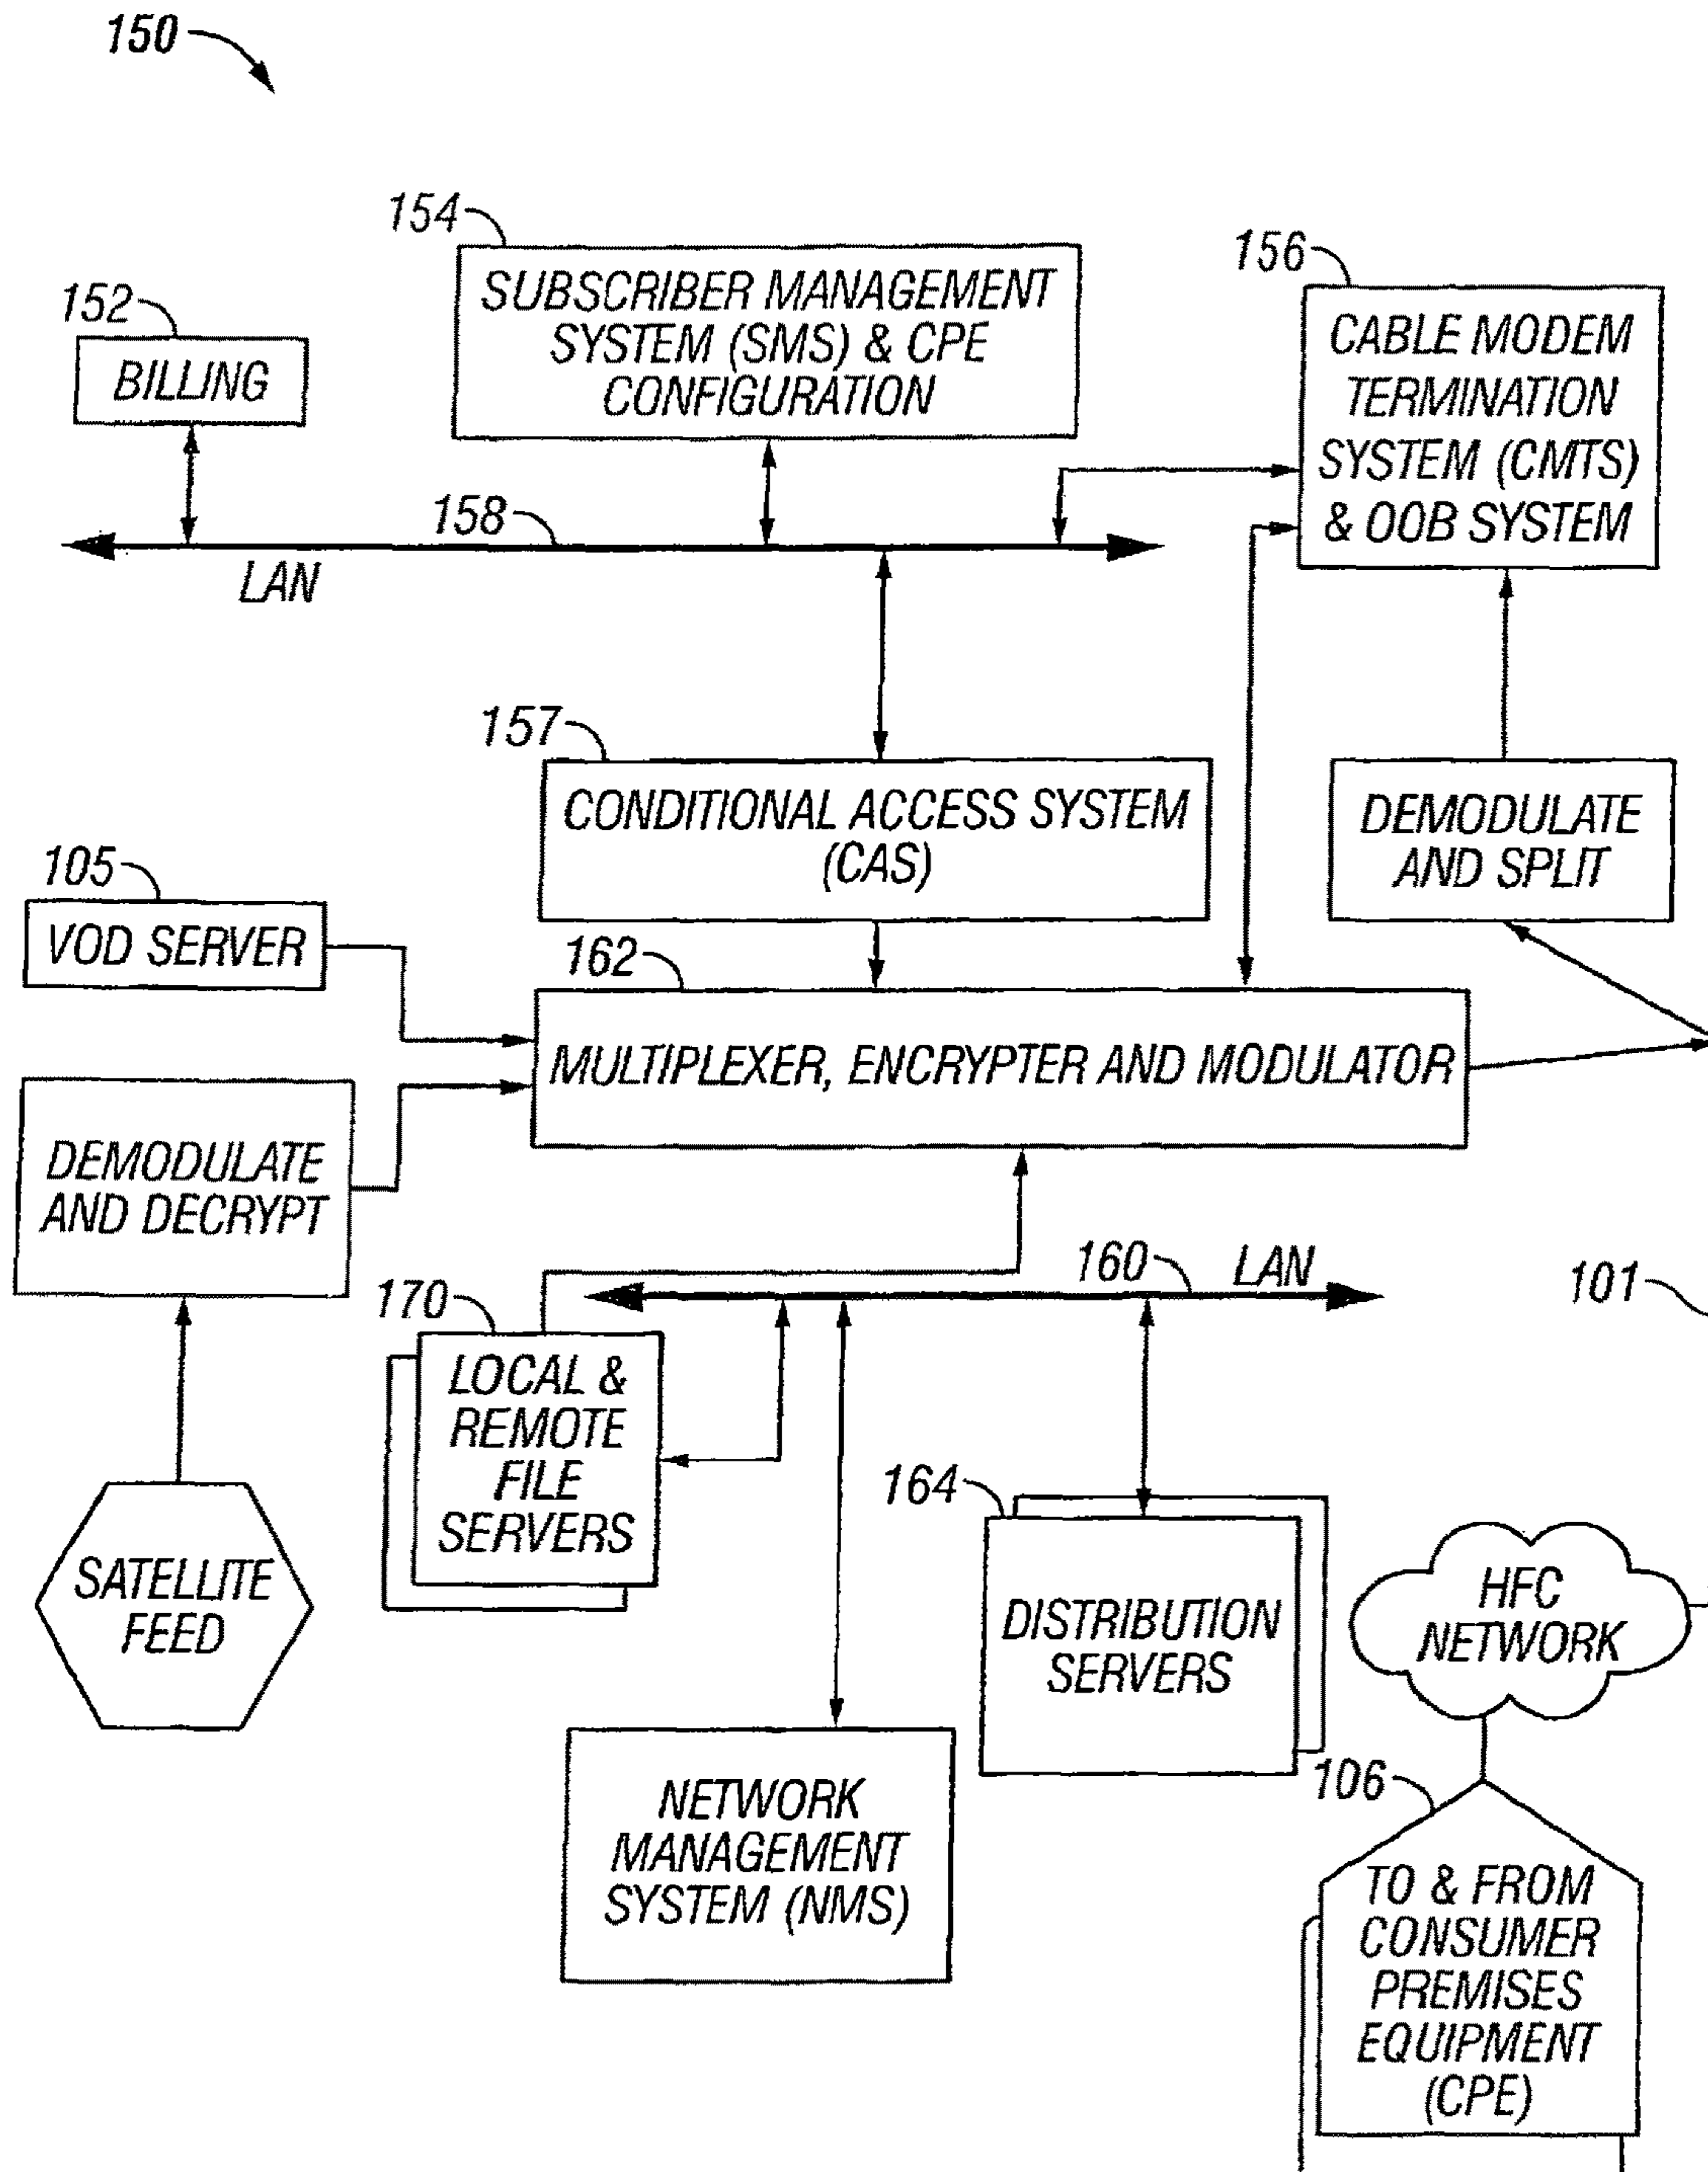 150
154
SUBSCRIBER MANAGEMENT
SYSTEM (SMS) & CPE
CONFIGURATION
156
CABLE MODEM
TERMINATION
SYSTEM (CMTS)
& OOB SYSTEM
152
BILLING
158
LAN
157
CONDITIONAL ACCESS SYSTEM
(CAS)
DEMODULATE
AND SPLIT
105
VOD SERVER
162
MULTIPLEXER, ENCRYPTER AND MODULATOR
DEMODULATE
AND DECRYPT
160
LAN
101
170
LOCAL &
REMOTE
FILE
SERVERS
164
DISTRIBUTION
SERVERS
SATELLITE
FEED
HFC
NETWORK
NETWORK
MANAGEMENT
SYSTEM (NMS)
106
TO & FROM
CONSUMER
PREMISES
EQUIPMENT
(CPE)